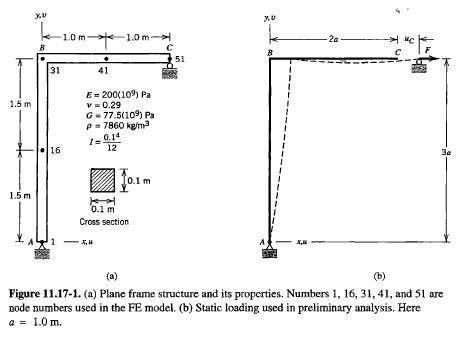 y,v
1.0 m
1.0 m
B
C
31
41
51
E = 200(10⁹) Pa
ν = 0.29
G = 77.5(10⁹) Pa
ρ = 7860 kg/m³
I = 0.1⁴/12
1.5 m
16
0.1 m
0.1 m
Cross section
1.5 m
A
1
x,u
(a)
y,v
2a
u_C
B
C
F
3a
A
x,u
(b)
Figure 11.17-1. (a) Plane frame structure and its properties. Numbers 1, 16, 31, 41, and 51 are
node numbers used in the FE model. (b) Static loading used in preliminary analysis. Here
a = 1.0 m.